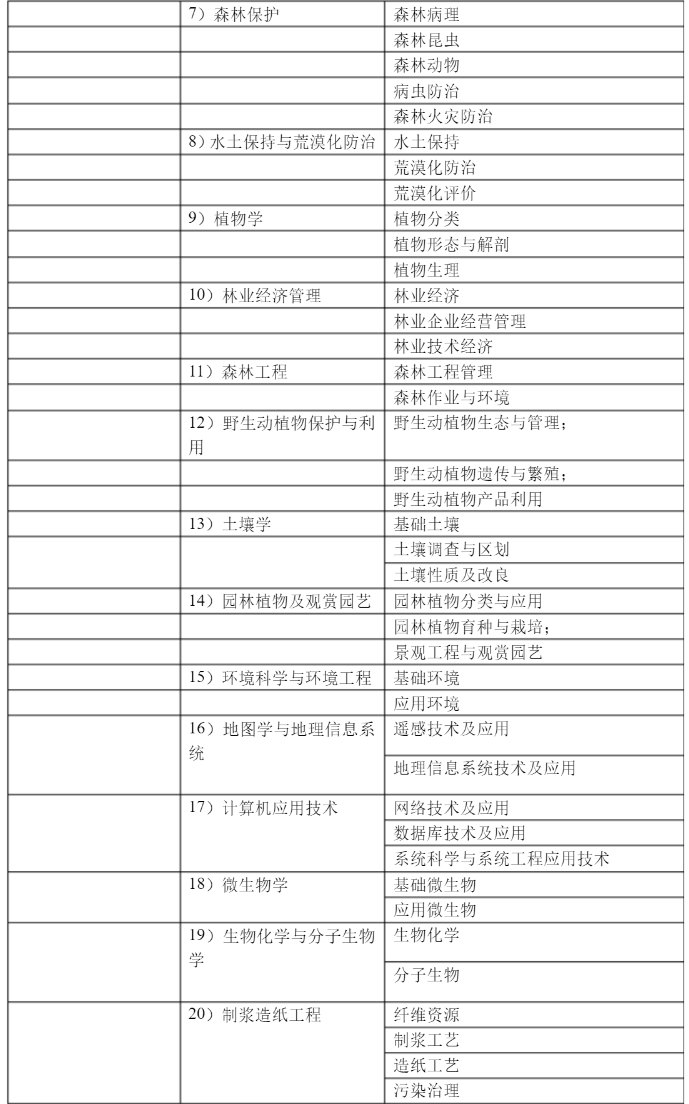 7）森林保护 森林病理
森林昆虫
森林动物
病虫防治
森林火灾防治
8）水土保持与荒漠化防治 水土保持
荒漠化防治
荒漠化评价
9）植物学 植物分类
植物形态与解剖
植物生理
10）林业经济管理 林业经济
林业企业经营管理
林业技术经济
11）森林工程 森林工程管理
森林作业与环境
12）野生动植物保护与利 野生动植物生态与管理；
用
野生动植物遗传与繁殖；
野生动植物产品利用
13）土壤学 基础土壤
土壤调查与区划
土壤性质及改良
14）园林植物及观赏园艺 园林植物分类与应用
园林植物育种与栽培；
景观工程与观赏园艺
15）环境科学与环境工程 基础环境
应用环境
16）地图学与地理信息系 遥感技术及应用
统
地理信息系统技术及应用
17）计算机应用技术 网络技术及应用
数据库技术及应用
系统科学与系统工程应用技术
18）微生物学 基础微生物
应用微生物
19）生物化学与分子生物 生物化学
学
分子生物
20）制浆造纸工程 纤维资源
制浆工艺
造纸工艺
污染治理